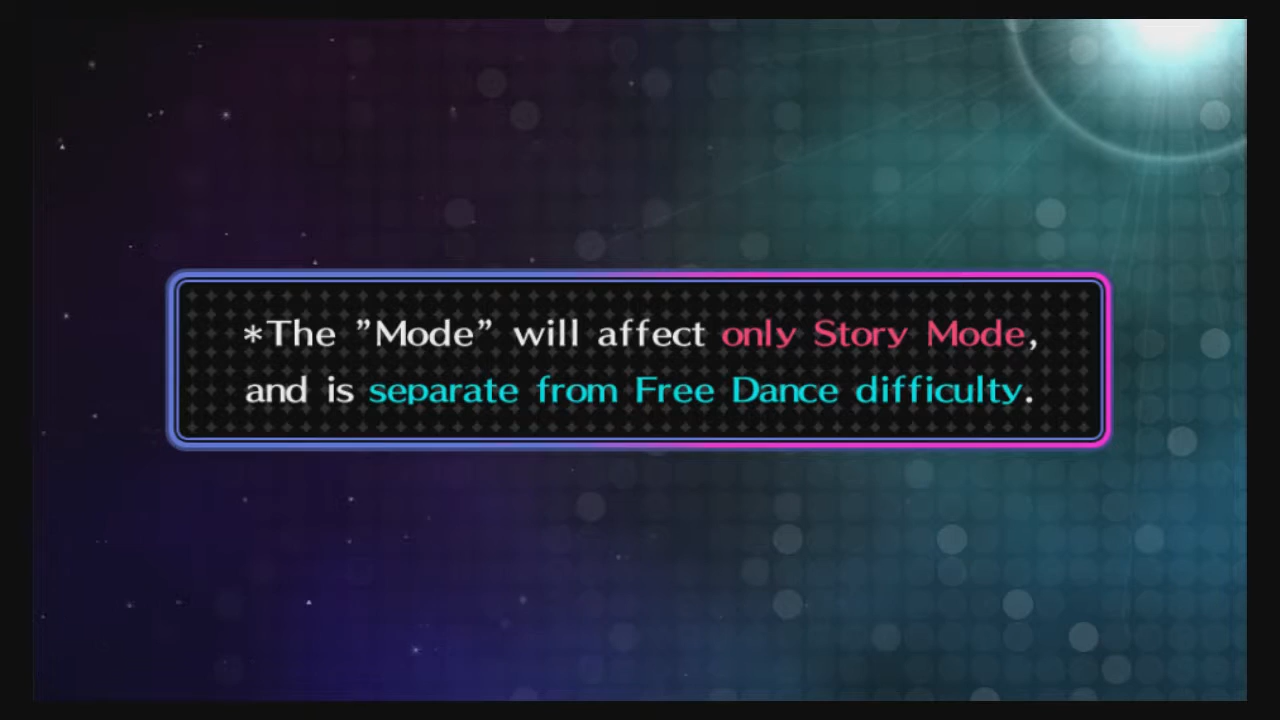 *The ”Mode” will affect only Story Mode,
and is separate from Free Dance difficulty.